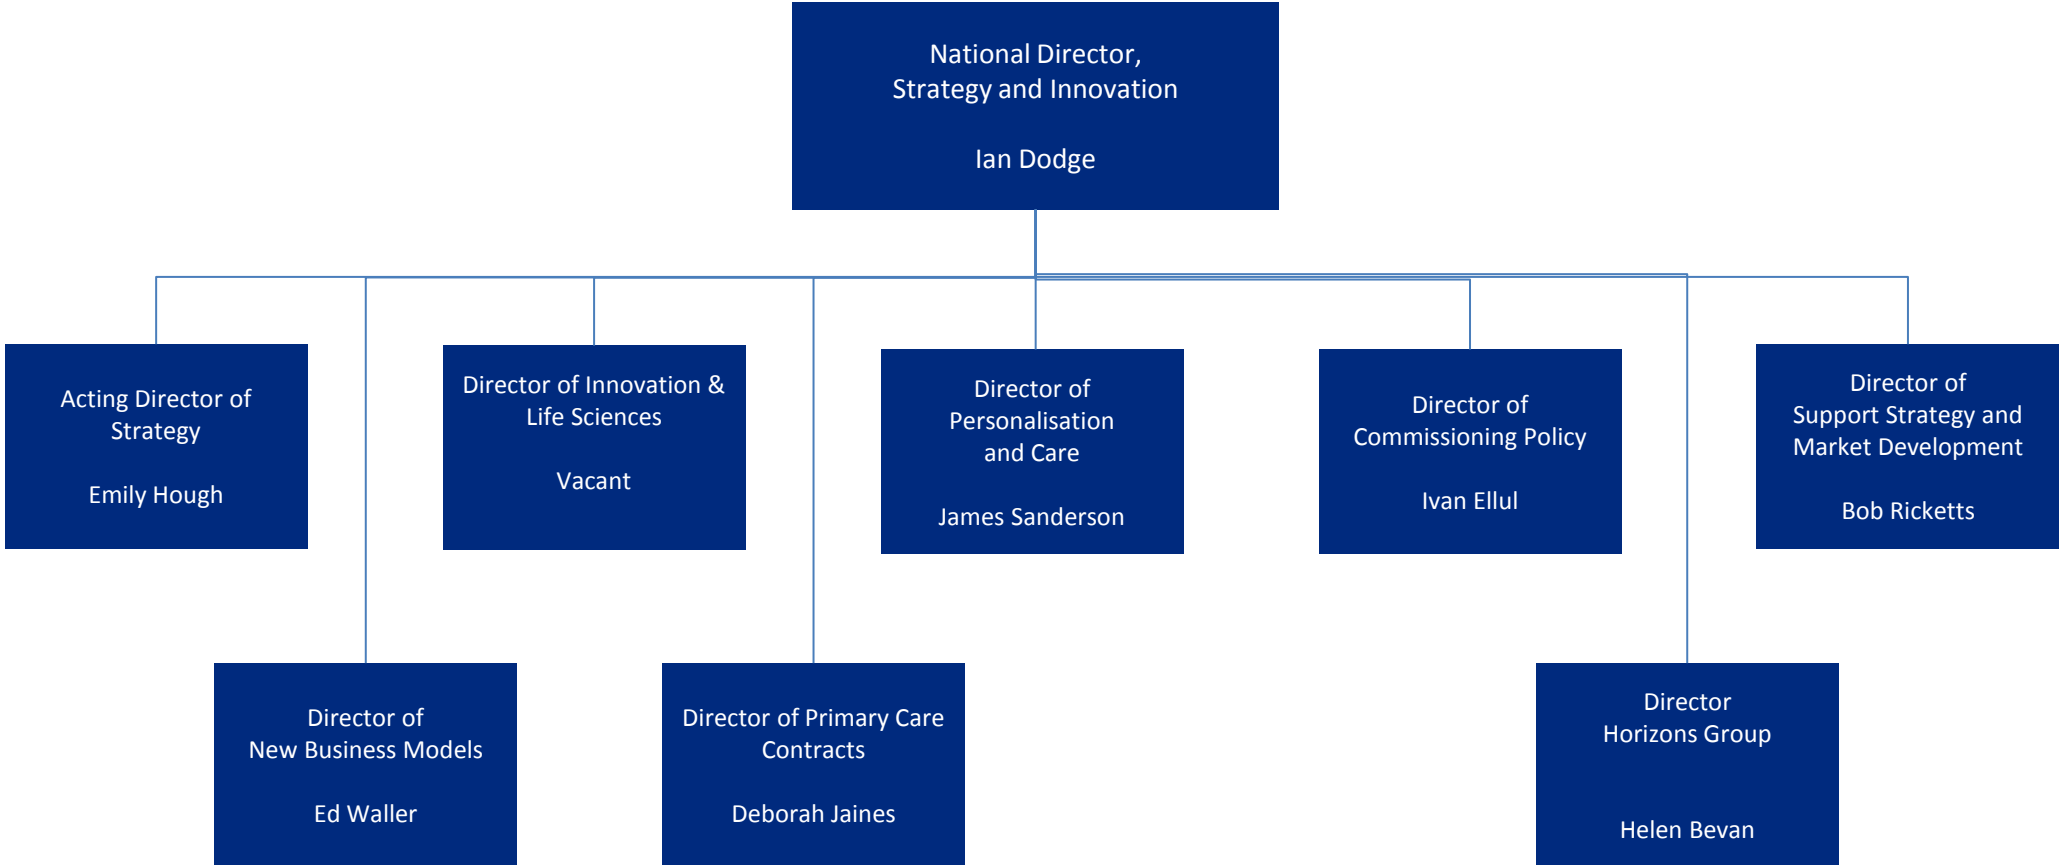 National Director,
Strategy and Innovation
Ian Dodge
Acting Director of
Strategy
Emily Hough
Director of Innovation &
Life Sciences
Vacant
Director of
Personalisation
and Care
James Sanderson
Director of
Commissioning Policy
Ivan Ellul
Director of
Support Strategy and
Market Development
Bob Ricketts
Director of
New Business Models
Ed Waller
Director of Primary Care
Contracts
Deborah Jaines
Director
Horizons Group
Helen Bevan